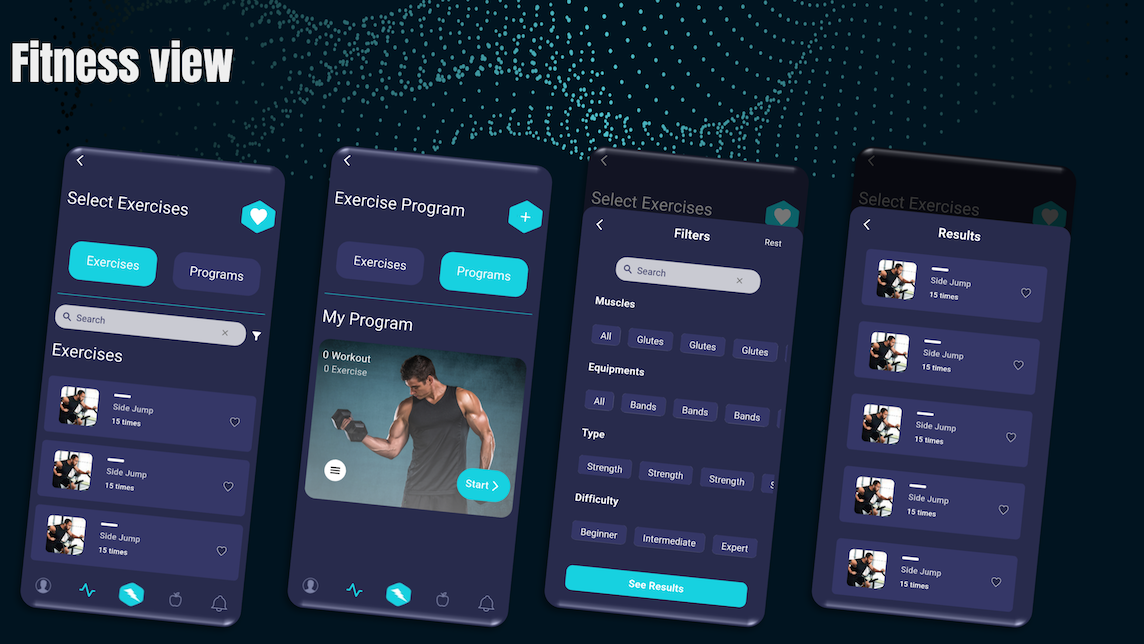 Fitness view
Select Exercises
Exercises
Programs
Search
Exercises
Side Jump
15 times
Side Jump
15 times
Side Jump
15 times
Exercise Program
Exercises
Programs
My Program
0 Workout
0 Exercise
Start
Select Exercises
Filters
Rest
Search
Muscles
All
Glutes
Glutes
Glutes
Equipments
All
Bands
Bands
Bands
Type
Strength
Strength
Strength
S
Difficulty
Beginner
Intermediate
Expert
See Results
Select Exercises
Results
Side Jump
15 times
Side Jump
15 times
Side Jump
15 times
Side Jump
15 times
Side Jump
15 times